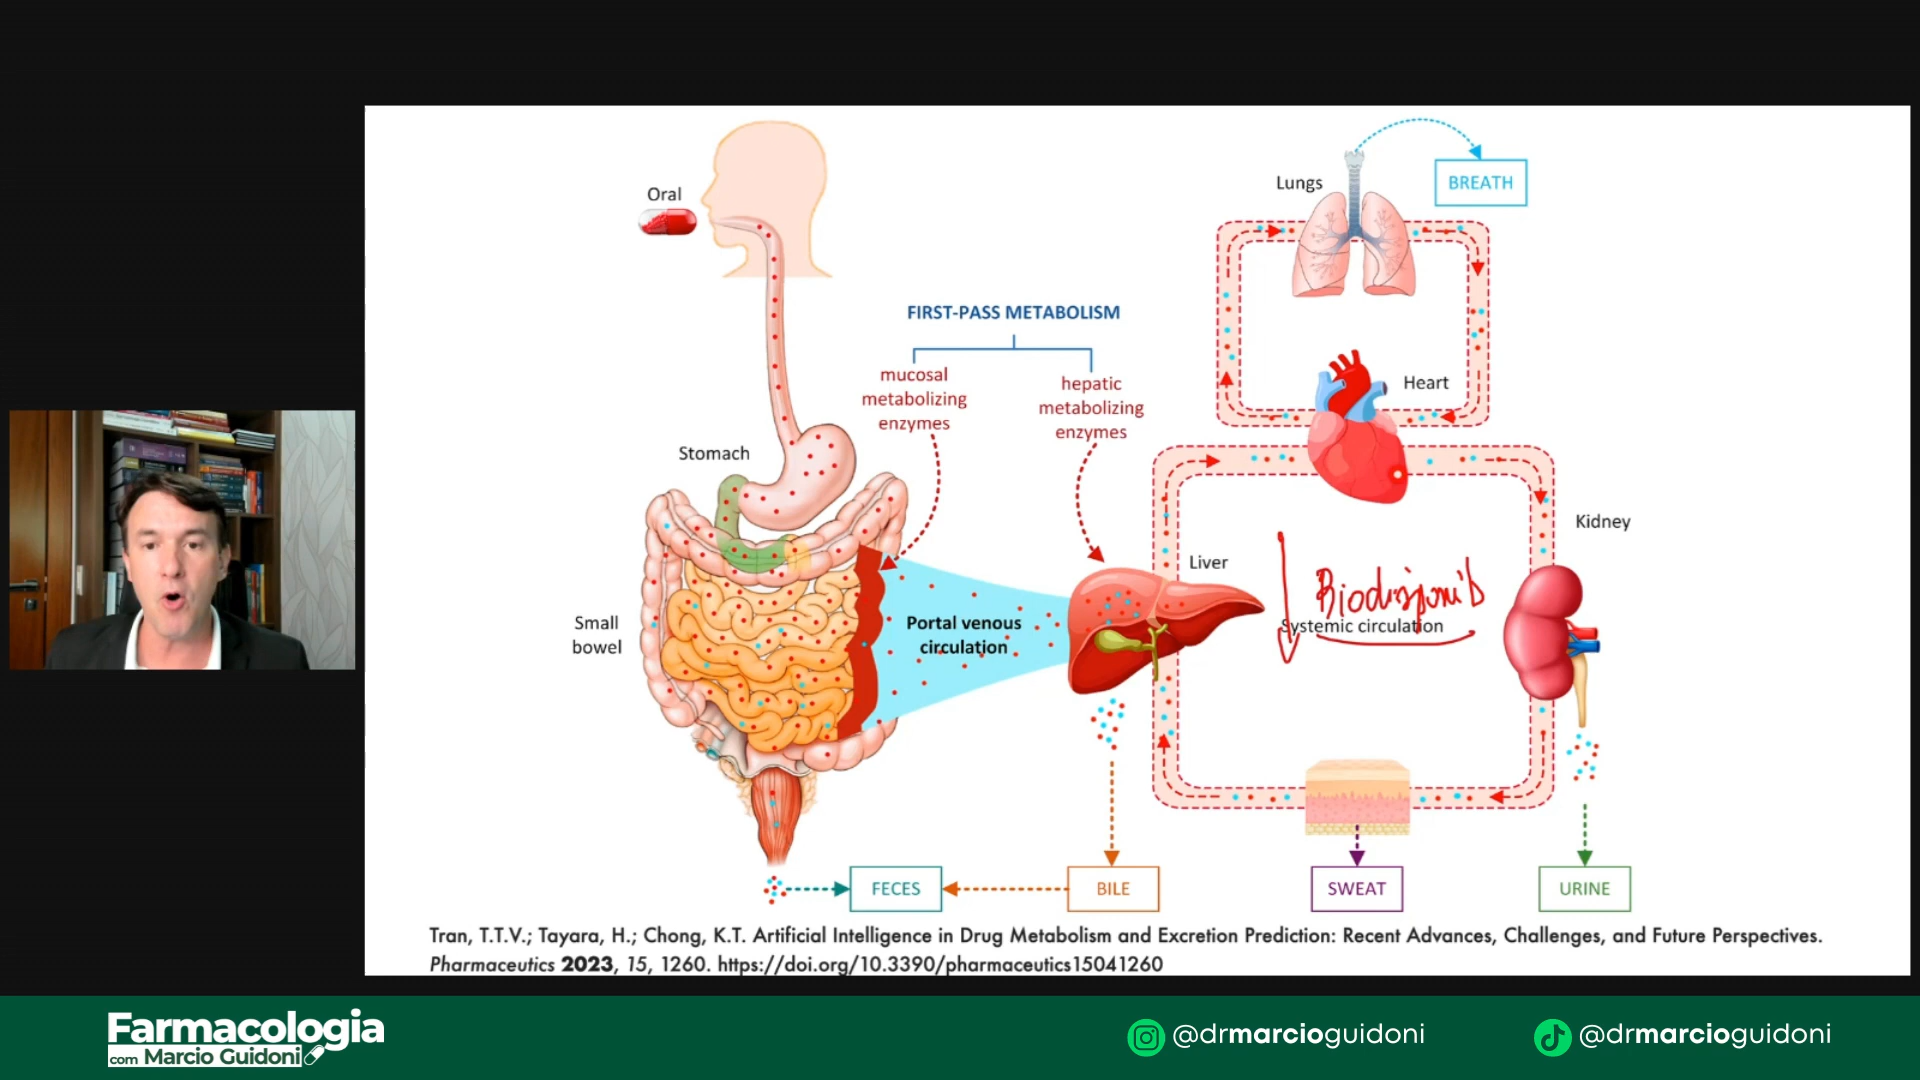 Oral
Lungs
BREATH
FIRST-PASS METABOLISM
mucosal
metabolizing
enzymes
hepatic
metabolizing
enzymes
Heart
Stomach
Kidney
Liver
Small
bowel
Portal venous
circulation
Biodisponib
Systemic circulation
FECES
BILE
SWEAT
URINE
Tran, T.T.V.; Tayara, H.; Chong, K.T. Artificial Intelligence in Drug Metabolism and Excretion Prediction: Recent Advances, Challenges, and Future Perspectives.
Pharmaceutics 2023, 15, 1260. https://doi.org/10.3390/pharmaceutics15041260
Farmacologia
com Marcio Guidoni
@drmarcioguidoni
@drmarcioguidoni